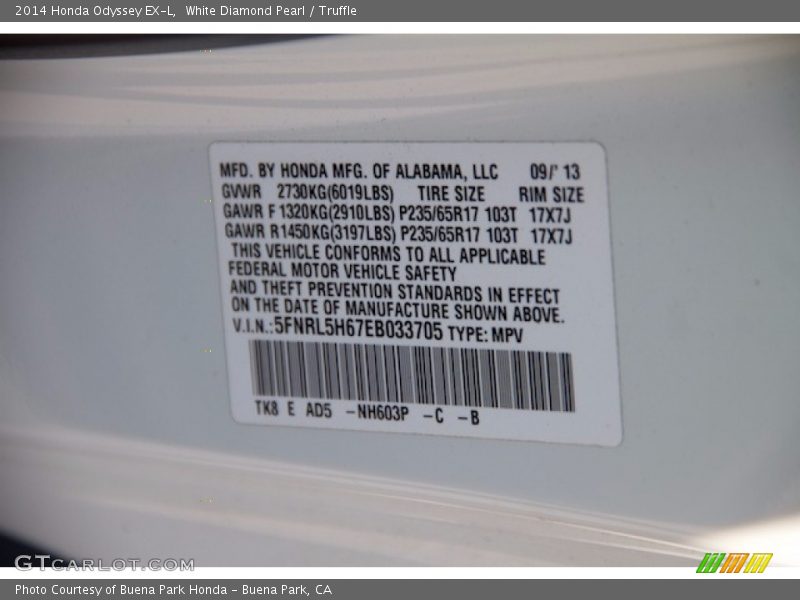 2014 Honda Odyssey EX-L, White Diamond Pearl / Truffle
MFD. BY HONDA MFG. OF ALABAMA, LLC 09/' 13
GVWR 2730KG(6019LBS) TIRE SIZE RIM SIZE
GAWR F 1320KG(2910LBS) P235/65R17 103T 17X7J
GAWR R1450KG(3197LBS) P235/65R17 103T 17X7J
THIS VEHICLE CONFORMS TO ALL APPLICABLE
FEDERAL MOTOR VEHICLE SAFETY
AND THEFT PREVENTION STANDARDS IN EFFECT
ON THE DATE OF MANUFACTURE SHOWN ABOVE.
V.I.N.:5FNRL5H67EB033705 TYPE: MPV
TK8 E AD5 -NH603P -C -B
GTCARLOT.COM
Photo Courtesy of Buena Park Honda - Buena Park, CA